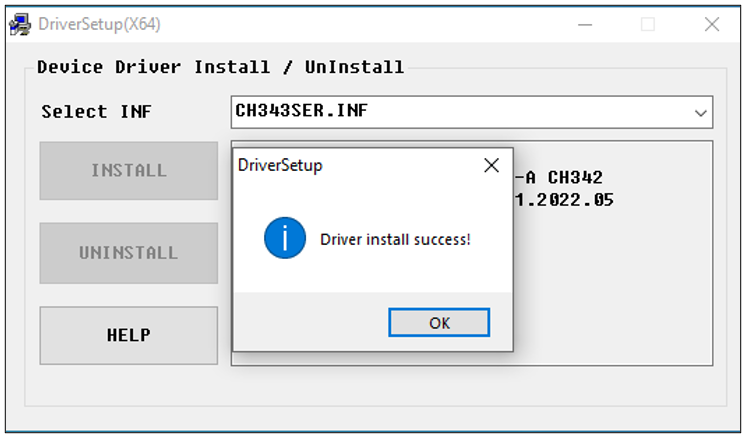 DriverSetup(X64)
Device Driver Install / UnInstall
Select INF
CH343SER.INF
INSTALL
UNINSTALL
HELP
-A CH342
1.2022.05
DriverSetup
Driver install success!
OK